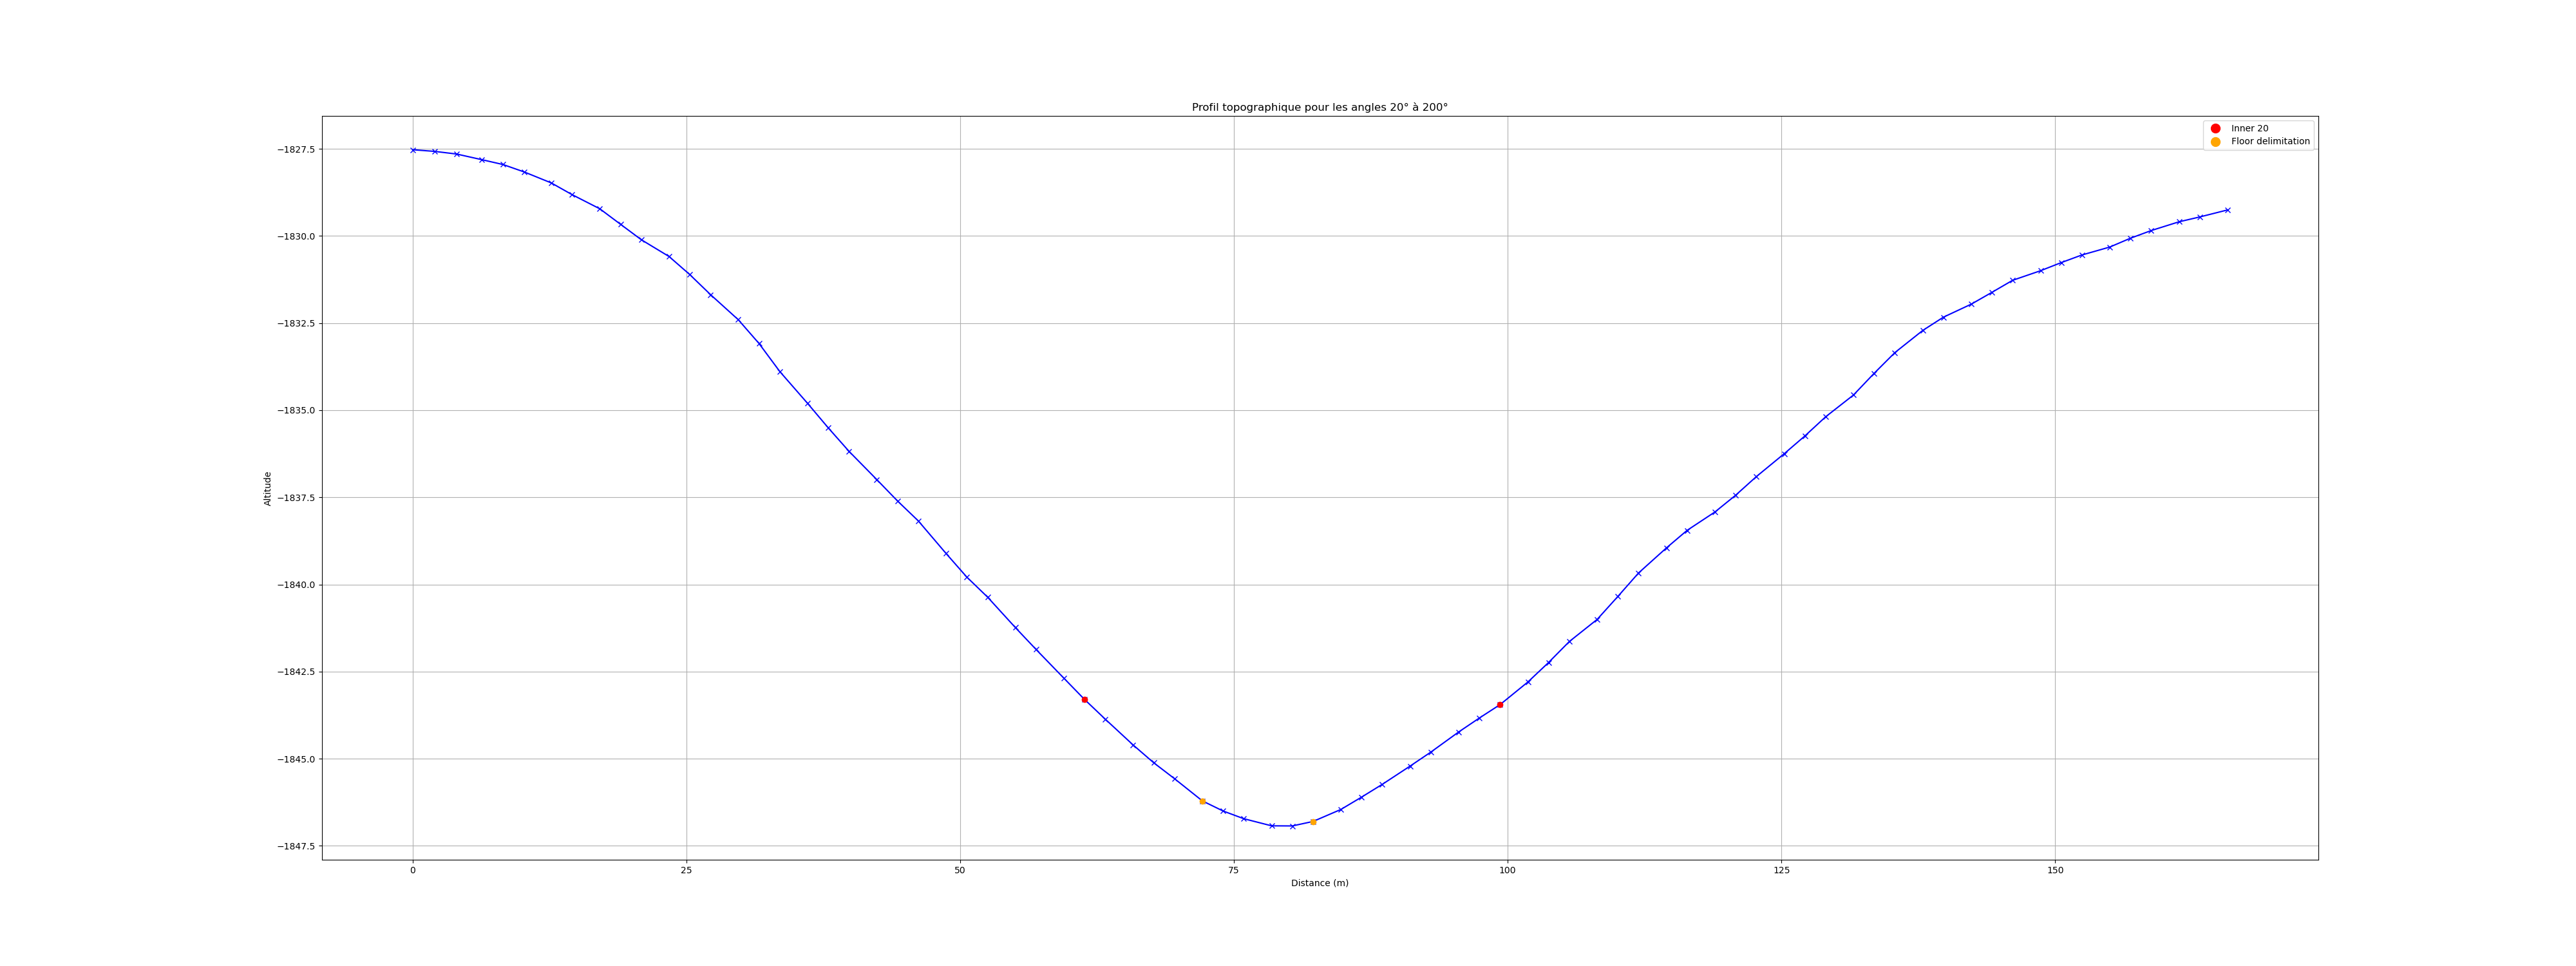 Profil topographique pour les angles 20° à 200°
Inner 20
Floor delimitation
−1827.5
−1830.0
−1832.5
−1835.0
−1837.5
−1840.0
−1842.5
−1845.0
−1847.5
Altitude
0 25 50 75 100 125 150
Distance (m)